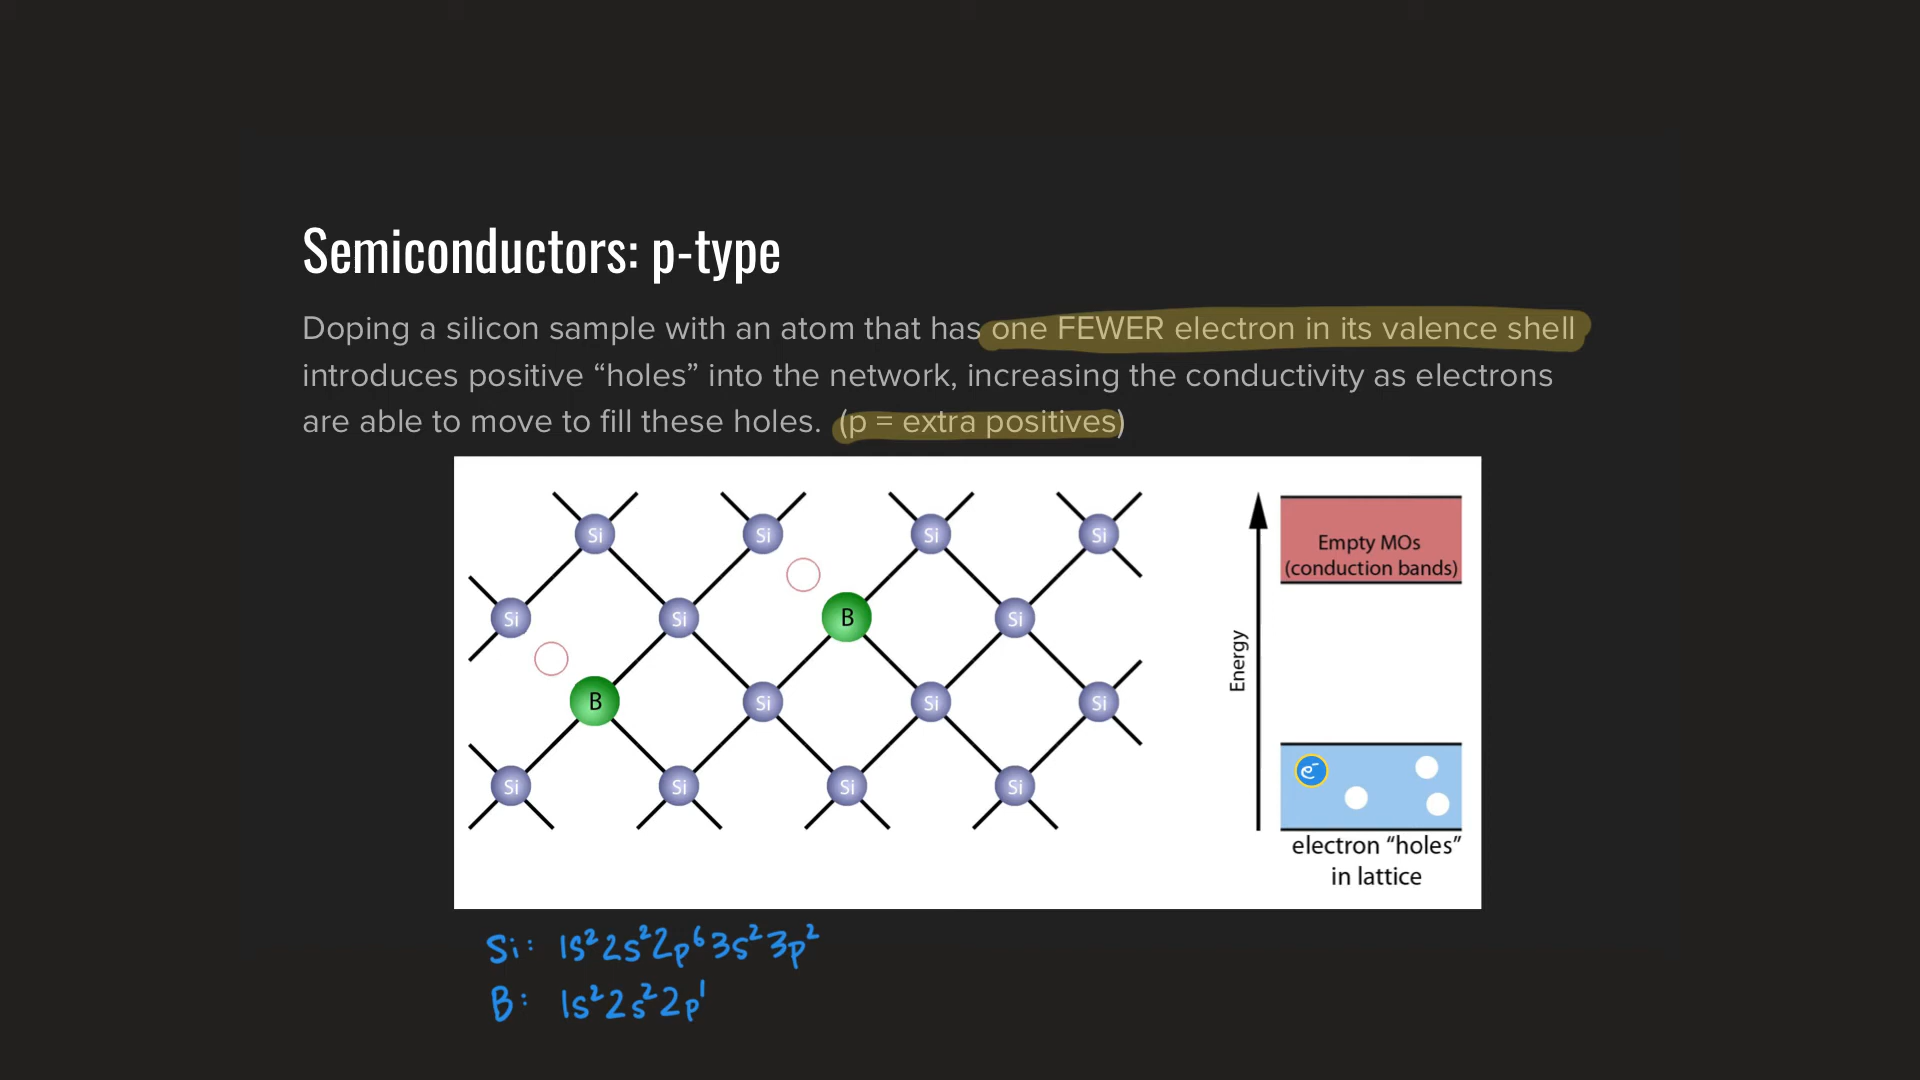 Semiconductors: p-type
Doping a silicon sample with an atom that has one FEWER electron in its valence shell
introduces positive “holes” into the network, increasing the conductivity as electrons
are able to move to fill these holes. (p = extra positives)
Si Si Si Si
Si Si B Si
B Si Si Si
Si Si Si Si
Energy
Empty MOs
(conduction bands)
e⁻
electron “holes”
in lattice
Si: 1s²2s²2p⁶3s²3p²
B: 1s²2s²2p¹